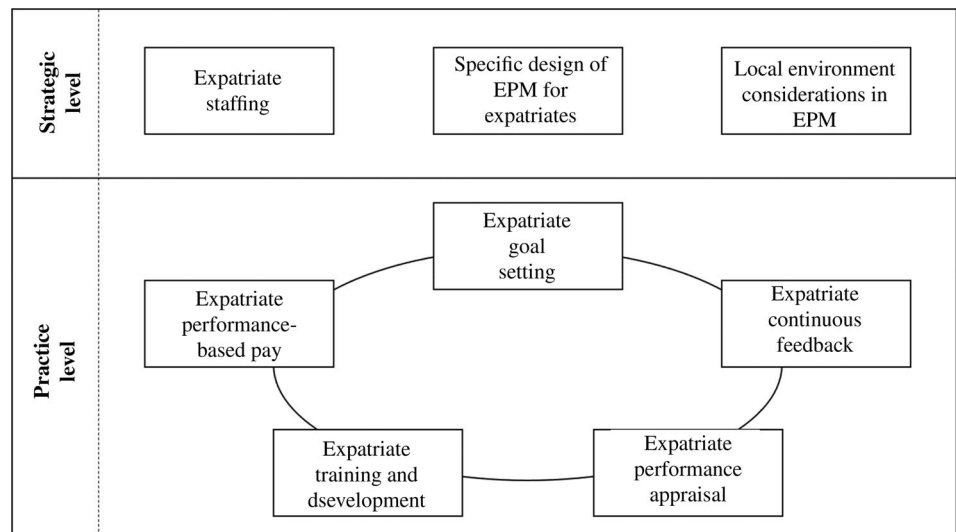 Strategic
level
Expatriate
staffing
Specific design of
EPM for
expatriates
Local environment
considerations in
EPM
Practice
level
Expatriate
goal
setting
Expatriate
performance-
based pay
Expatriate
continuous
feedback
Expatriate
training and
dsevelopment
Expatriate
performance
appraisal